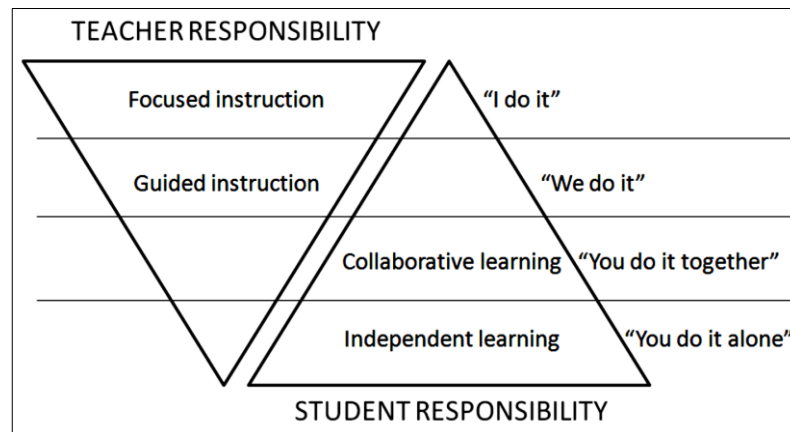 TEACHER RESPONSIBILITY
Focused instruction "I do it"
Guided instruction "We do it"
Collaborative learning "You do it together"
Independent learning "You do it alone"
STUDENT RESPONSIBILITY